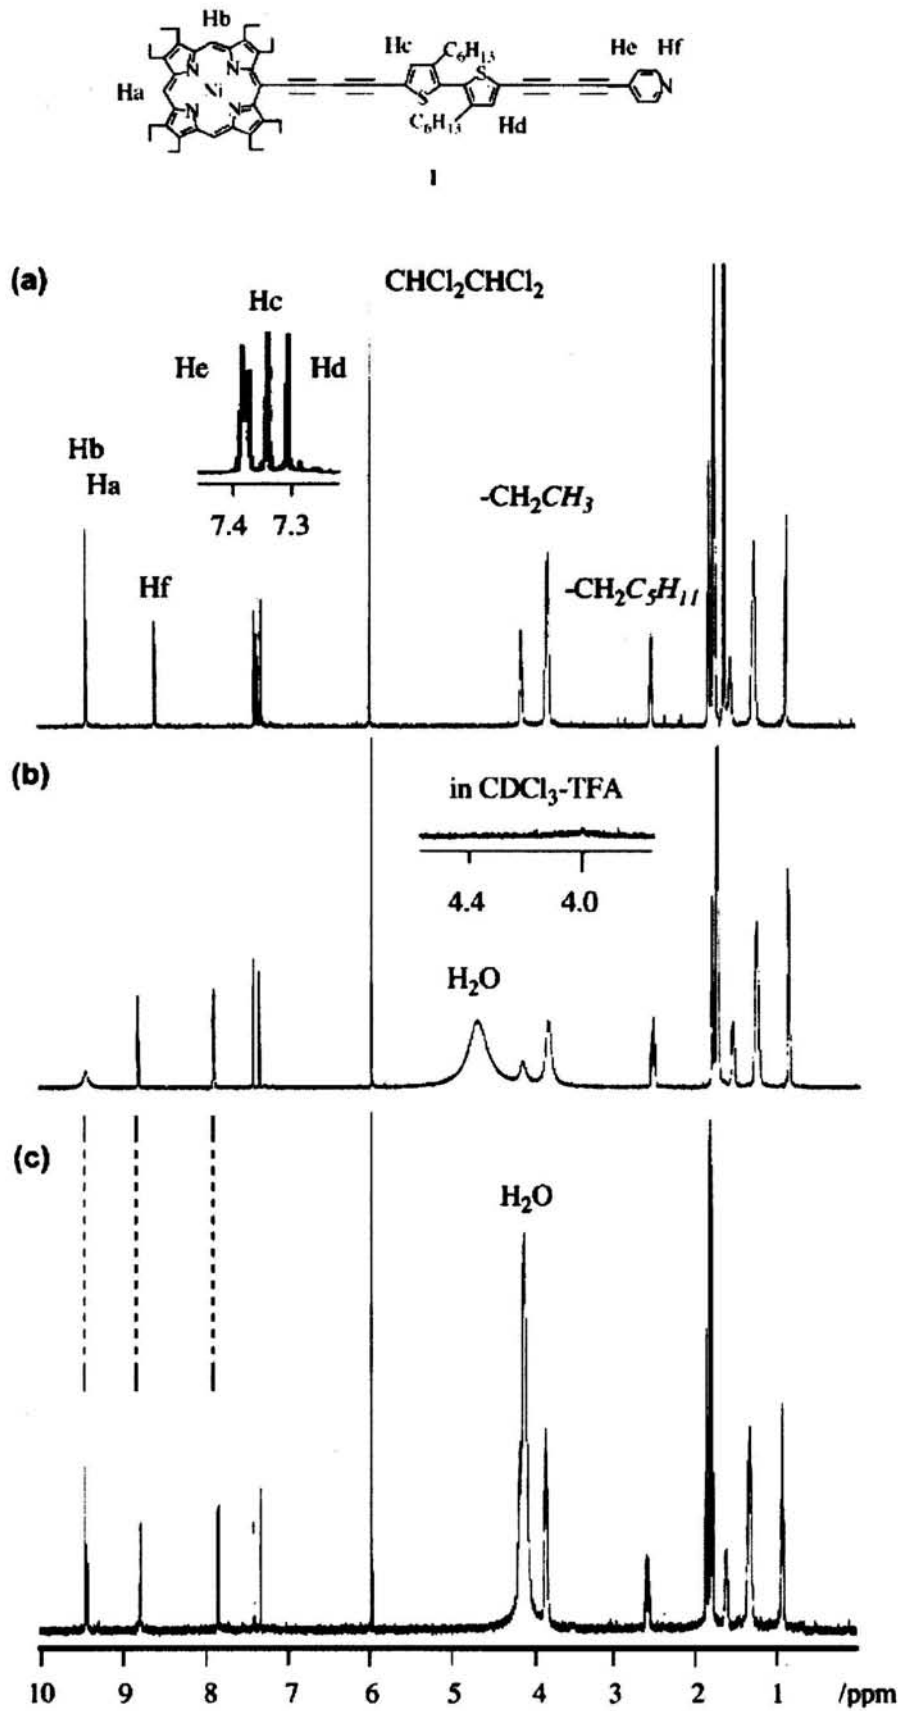 Hb
Hc
C₆H₁₃
He Hf
Ha
N N Ni N N
S
S
N
C₆H₁₃
Hd
1
(a)
CHCl₂CHCl₂
Hc
He
Hd
Hb
Ha
7.4 7.3
-CH₂CH₃
Hf
-CH₂C₅H₁₁
(b)
in CDCl₃-TFA
4.4 4.0
H₂O
(c)
H₂O
10 9 8 7 6 5 4 3 2 1 /ppm